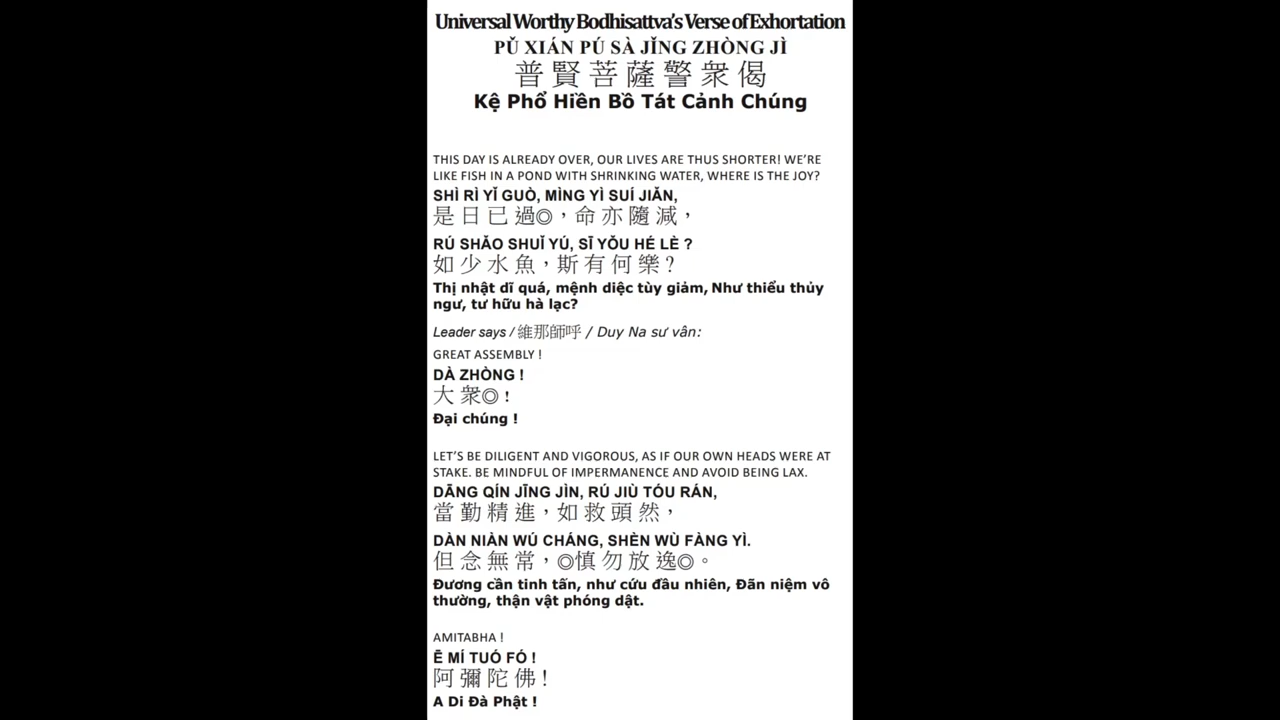 Universal Worthy Bodhisattva's Verse of Exhortation
PǓ XIÁN PÚ SÀ JǏNG ZHÒNG JÌ
普賢菩薩警衆偈
Kệ Phổ Hiền Bồ Tát Cảnh Chúng
THIS DAY IS ALREADY OVER, OUR LIVES ARE THUS SHORTER! WE'RE
LIKE FISH IN A POND WITH SHRINKING WATER, WHERE IS THE JOY?
SHÌ RÌ YǏ GUÒ, MÌNG YÌ SUÍ JIǍN,
是日已過◎，命亦隨減，
RÚ SHǍO SHUǏ YÚ, SĪ YǑU HÉ LÈ ?
如少水魚，斯有何樂？
Thị nhật dĩ quá, mệnh diệc tùy giảm, Như thiểu thủy
ngư, tư hữu hà lạc?
Leader says / 維那師呼 / Duy Na sư vân:
GREAT ASSEMBLY !
DÀ ZHÒNG !
大衆◎！
Đại chúng !
LET'S BE DILIGENT AND VIGOROUS, AS IF OUR OWN HEADS WERE AT
STAKE. BE MINDFUL OF IMPERMANENCE AND AVOID BEING LAX.
DĀNG QÍN JĪNG JÌN, RÚ JIÙ TÓU RÁN,
當勤精進，如救頭然，
DÀN NIÀN WÚ CHÁNG, SHÈN WÙ FÀNG YÌ.
但念無常，◎慎勿放逸◎。
Đương cần tinh tấn, như cứu đầu nhiên, Đãn niệm vô
thường, thận vật phóng dật.
AMITABHA !
Ē MÍ TUÓ FÓ !
阿彌陀佛！
A Di Đà Phật !